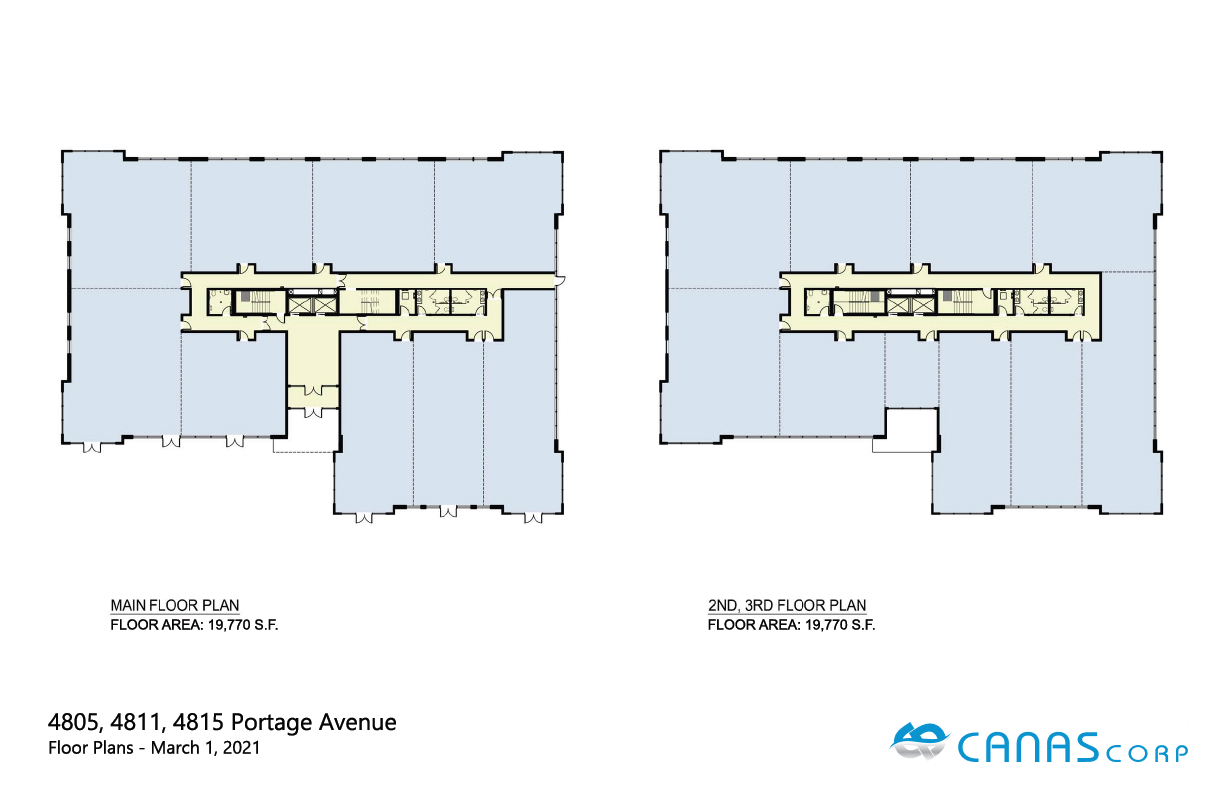 MAIN FLOOR PLAN
FLOOR AREA: 19,770 S.F.
2ND, 3RD FLOOR PLAN
FLOOR AREA: 19,770 S.F.
4805, 4811, 4815 Portage Avenue
Floor Plans - March 1, 2021
CANAS CORP